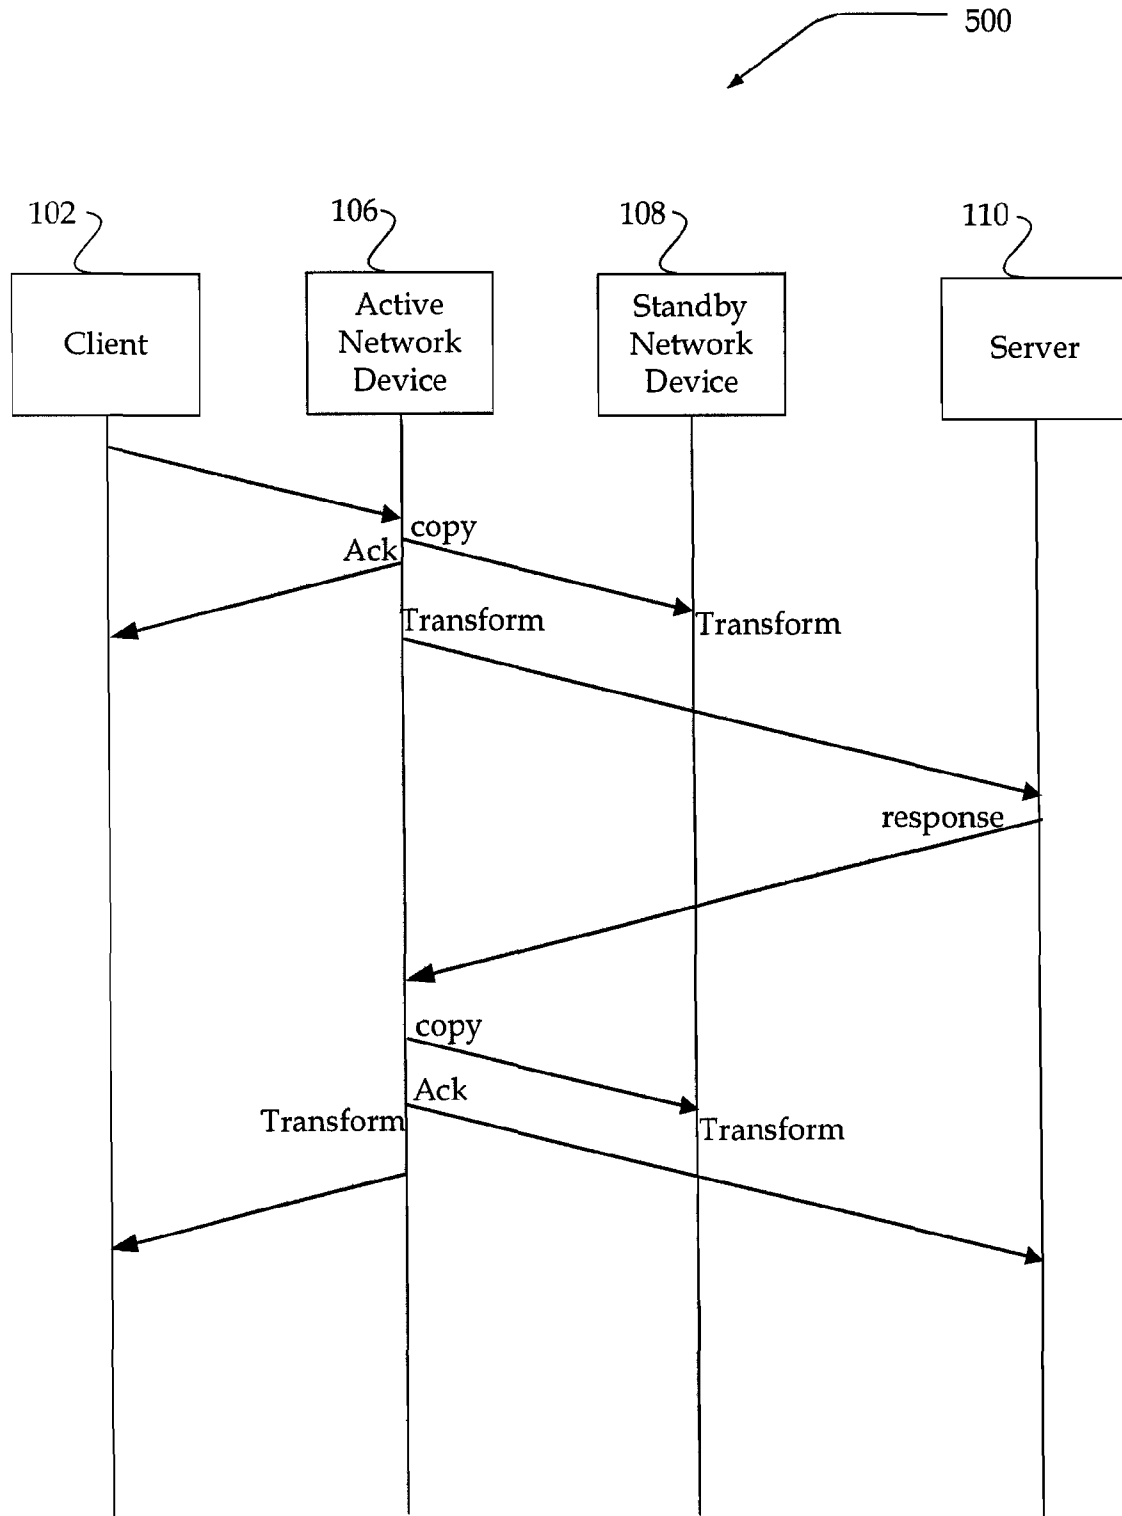 500
102
106
108
110
Client
Active
Network
Device
Standby
Network
Device
Server
copy
Ack
Transform
Transform
response
copy
Ack
Transform
Transform